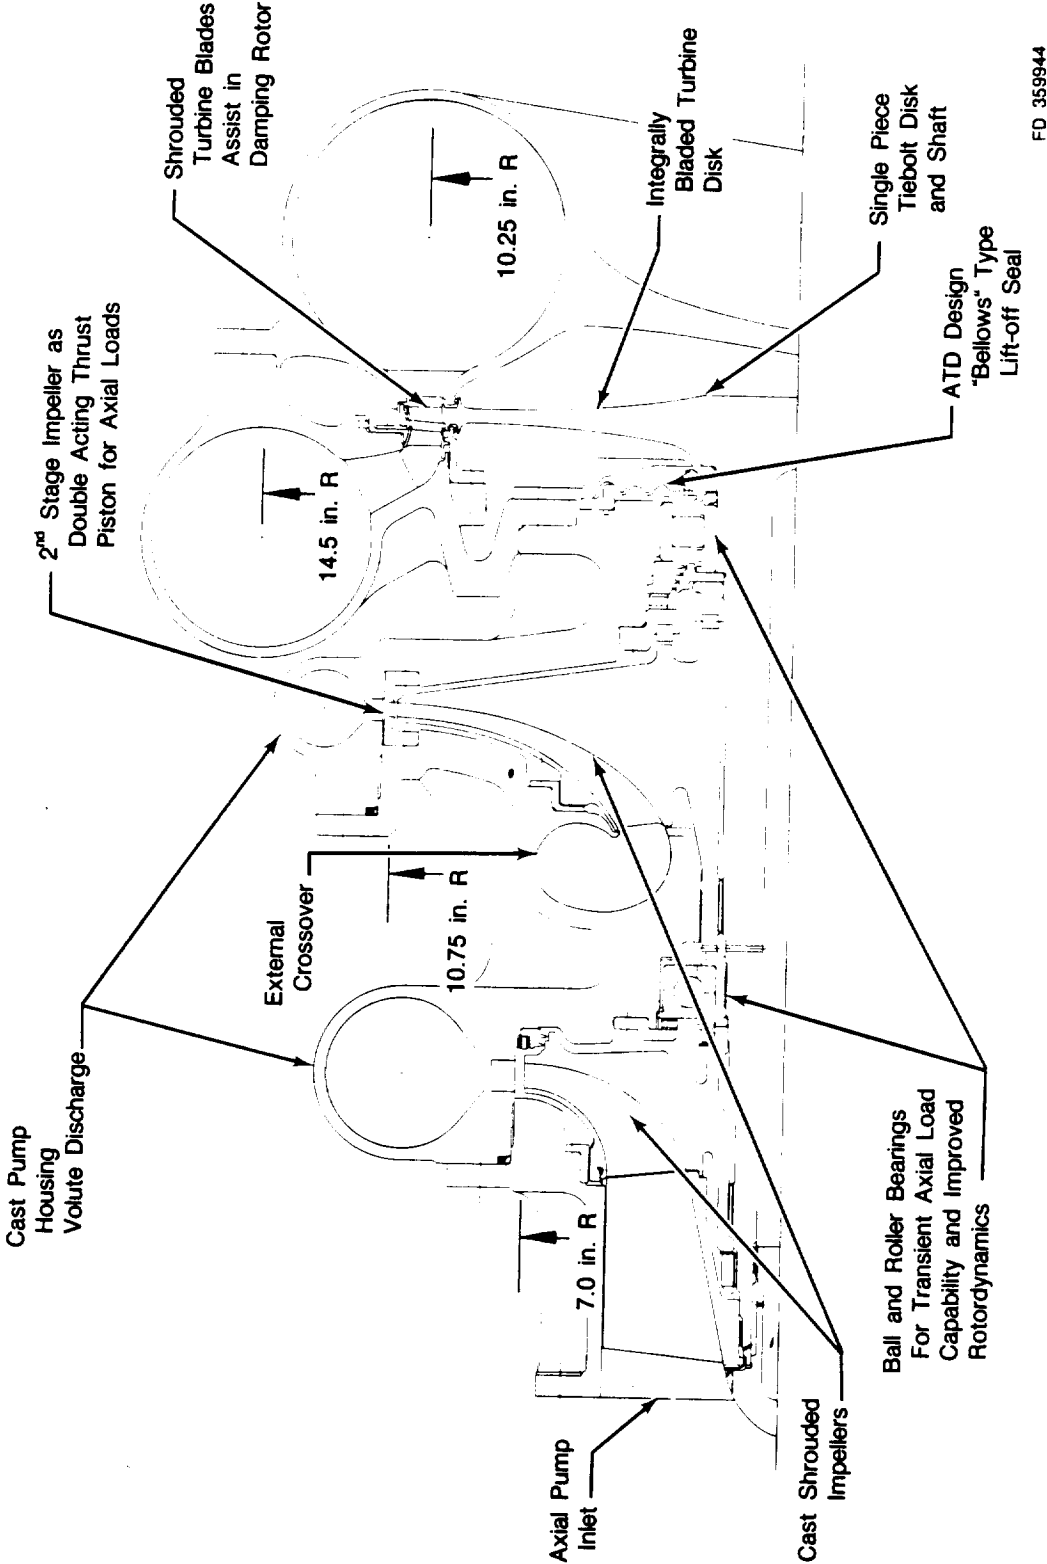 Cast Pump
Housing
Volute Discharge
2nd Stage Impeller as
Double Acting Thrust
Piston for Axial Loads
Shrouded
Turbine Blades
Assist in
Damping Rotor
External
Crossover
14.5 in. R
10.25 in. R
10.75 in. R
7.0 in. R
Integrally
Bladed Turbine
Disk
Axial Pump
Inlet
Single Piece
Tiebolt Disk
and Shaft
Cast Shrouded
Impellers
Ball and Roller Bearings
For Transient Axial Load
Capability and Improved
Rotordynamics
ATD Design
"Bellows" Type
Lift-off Seal
FD 359944